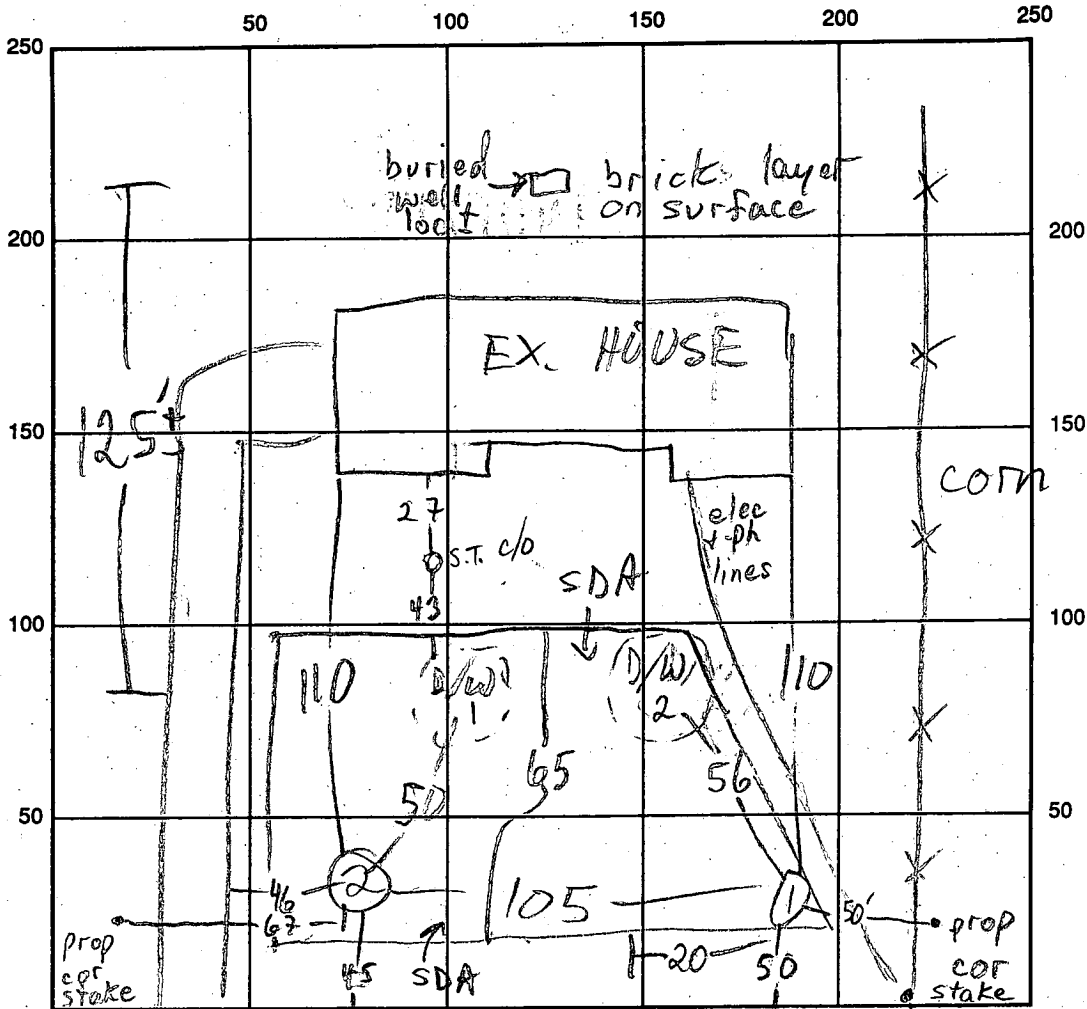 50 100 150 200 250
250
buried
well
loc ±
brick layer
on surface
200 200
EX. HOUSE
125'±
150 150
corn
27
S.T. c/o
elec
+ ph
lines
43
SDA
100 100
110
D/W
1
(D/W)
2
110
65
50
56
50 50
2
1
46
67
105
50'
prop
cor
stake
prop
cor
stake
45
SDA
20
50